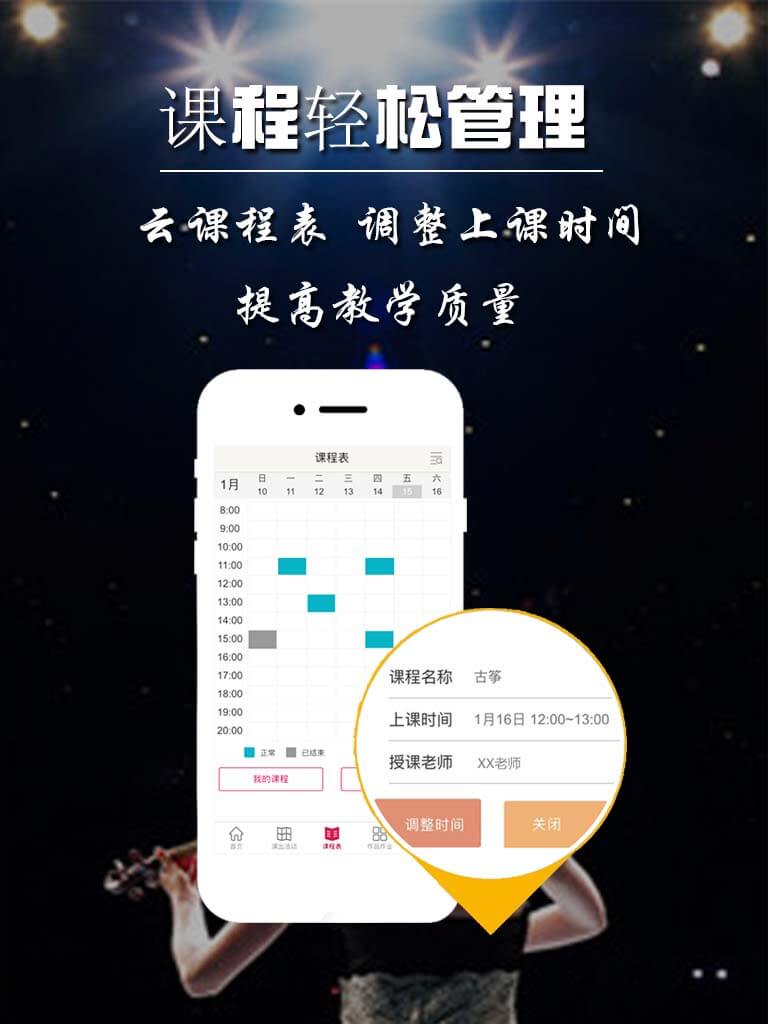 课程轻松管理
云课程表 调整上课时间
提高教学质量
课程表
1月
日 一 二 三 四 五 六
10 11 12 13 14 15 16
8:00
9:00
10:00
11:00
12:00
13:00
14:00
15:00
16:00
17:00
18:00
19:00
20:00
正常 已结束
我的课程
首页 演出活动 课程表 作品作业
课程名称 古筝
上课时间 1月16日 12:00~13:00
授课老师 XX老师
调整时间 关闭